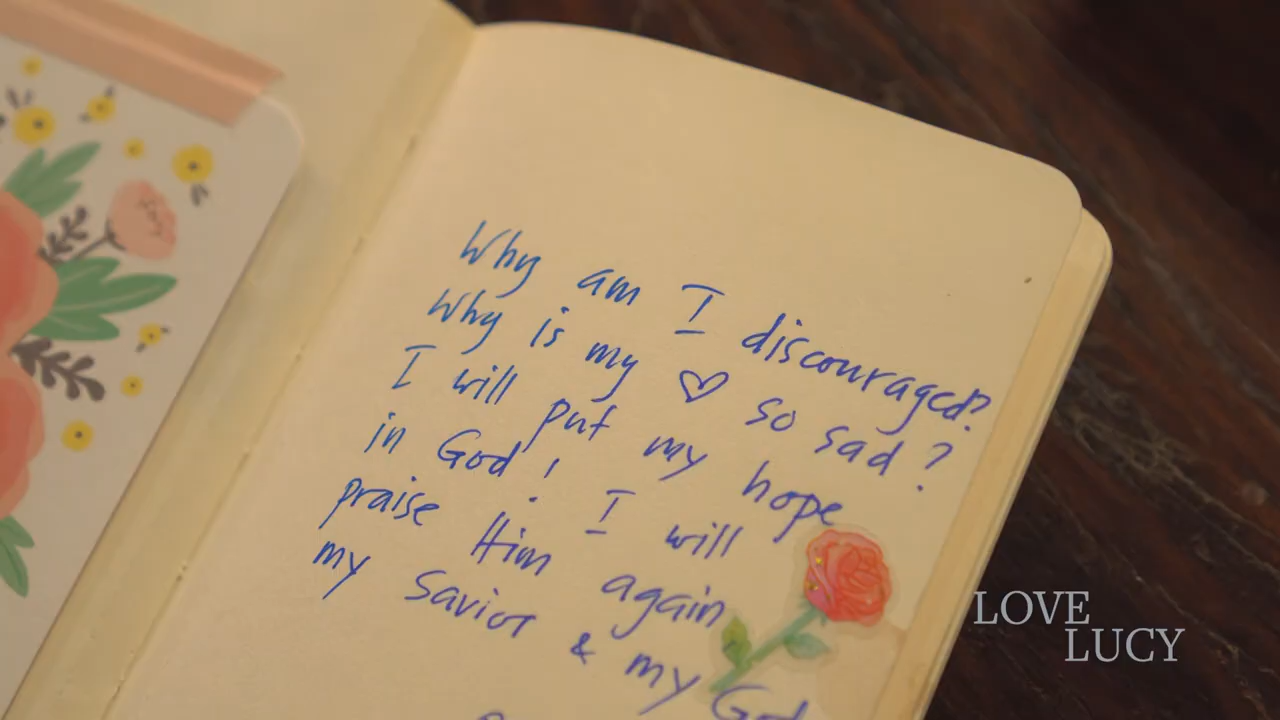 Why am I discouraged?
Why is my ♡ so sad?
I will put my hope
in God! I will
praise Him again
my savior & my God
LOVE
LUCY